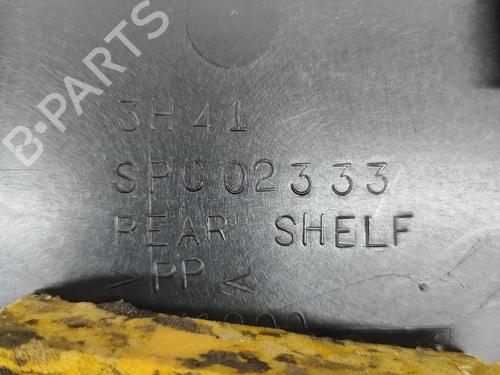 B-PARTS
3H41
SPC02333
REAR SHELF
>PP<